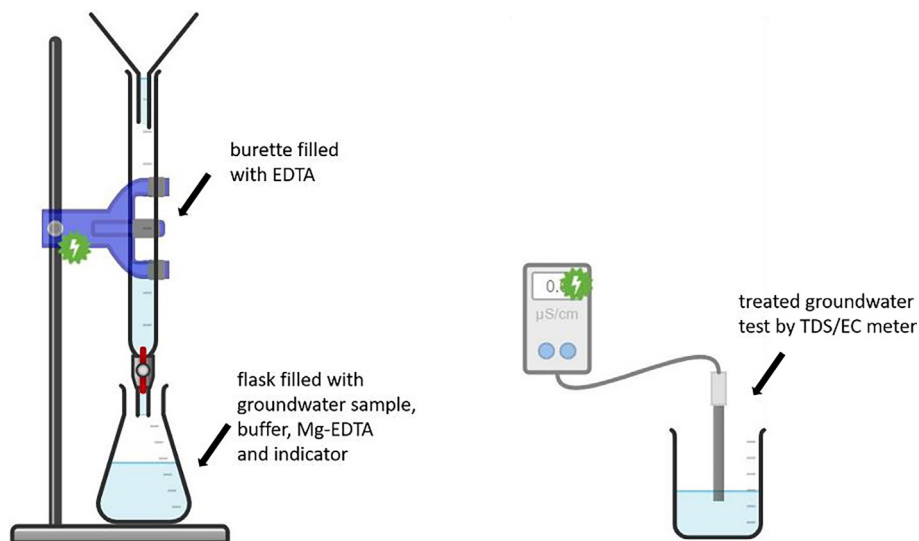 burette filled
with EDTA
flask filled with
groundwater sample,
buffer, Mg-EDTA
and indicator
0.
µS/cm
treated groundwater
test by TDS/EC meter